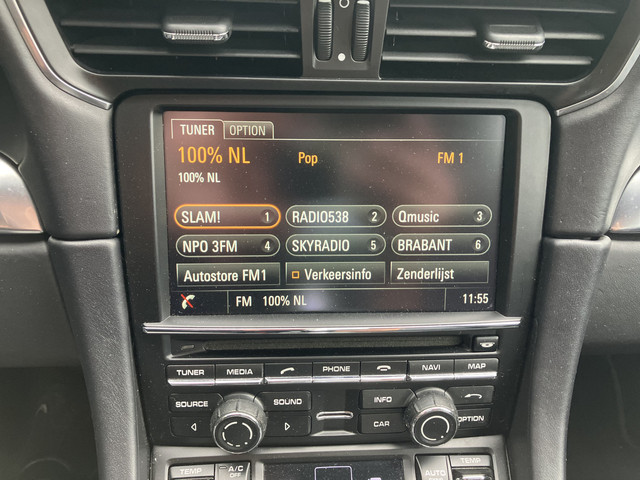 TUNER OPTION
100% NL Pop FM 1
100% NL
SLAM! 1 RADIO538 2 Qmusic 3
NPO 3FM 4 SKYRADIO 5 BRABANT 6
Autostore FM1 Verkeersinfo Zenderlijst
FM 100% NL 11:55
TUNER MEDIA PHONE NAVI MAP
SOURCE SOUND INFO
CAR OPTION
TEMP A/C OFF AUTO TEMP